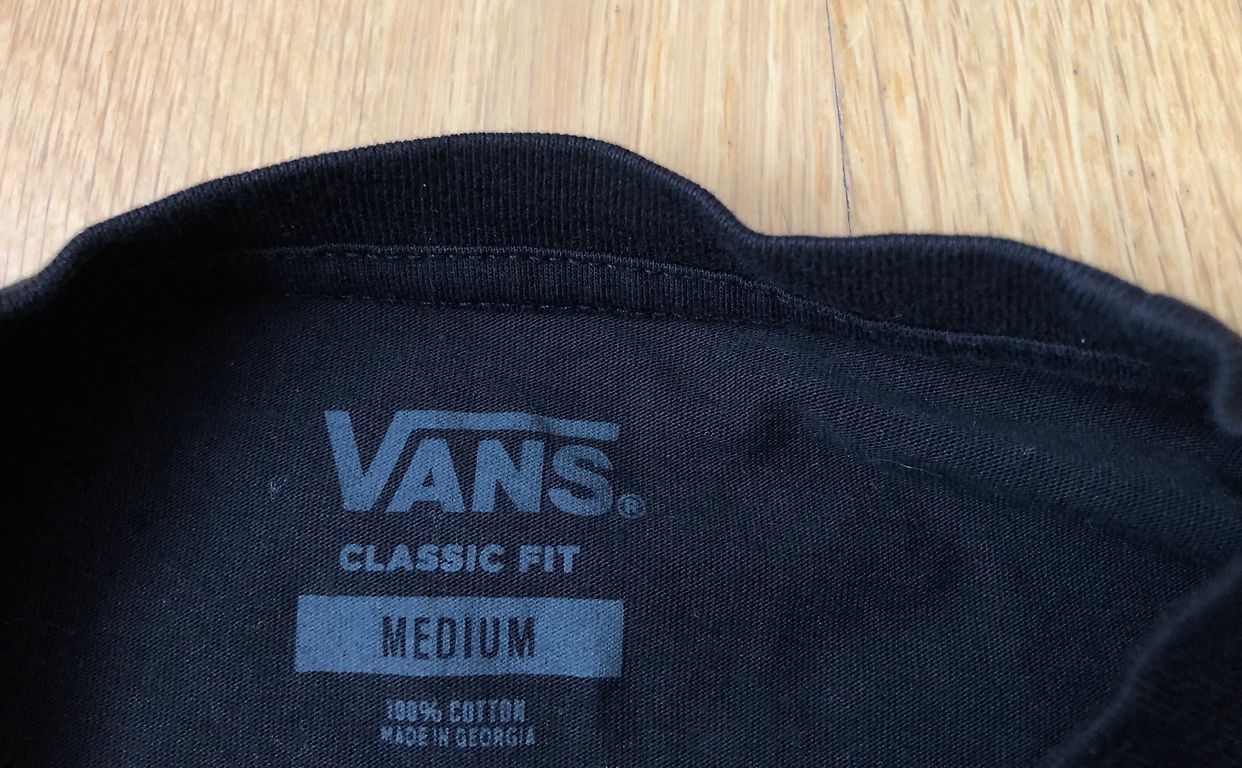 VANS®
CLASSIC FIT
MEDIUM
100% COTTON
MADE IN GEORGIA